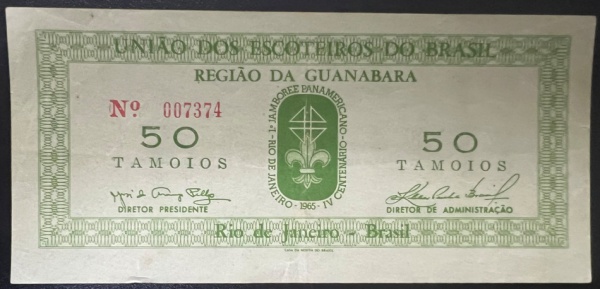 UNIÃO DOS ESCOTEIROS DO BRASIL
REGIÃO DA GUANABARA
Nº 007374
50
TAMOIOS
1º JAMBOREE PANAMERICANO
RIO DE JANEIRO - 1965 - IV CENTENÁRIO
50
TAMOIOS
DIRETOR PRESIDENTE
DIRETOR DE ADMINISTRAÇÃO
Rio de Janeiro - Brasil